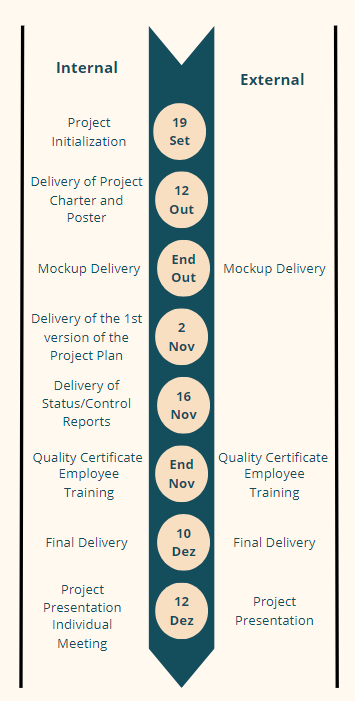 Internal
External
Project
Initialization
19
Set
Delivery of Project
Charter and
Poster
12
Out
Mockup Delivery
End
Out
Mockup Delivery
Delivery of the 1st
version of the
Project Plan
2
Nov
Delivery of
Status/Control
Reports
16
Nov
Quality Certificate
Employee
Training
End
Nov
Quality Certificate
Employee
Training
Final Delivery
10
Dez
Final Delivery
Project
Presentation
Individual
Meeting
12
Dez
Project
Presentation